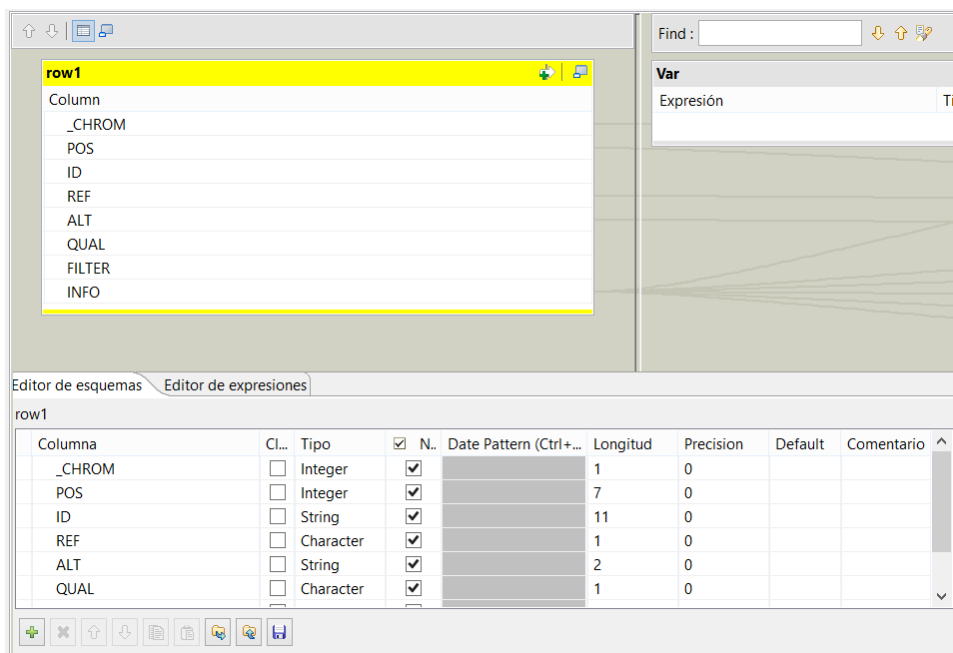 Find :
row1
Column
_CHROM
POS
ID
REF
ALT
QUAL
FILTER
INFO
Var
Expresión Ti
Editor de esquemas Editor de expresiones
row1
Columna Cl... Tipo N.. Date Pattern (Ctrl+... Longitud Precision Default Comentario
_CHROM Integer 1 0
POS Integer 7 0
ID String 11 0
REF Character 1 0
ALT String 2 0
QUAL Character 1 0